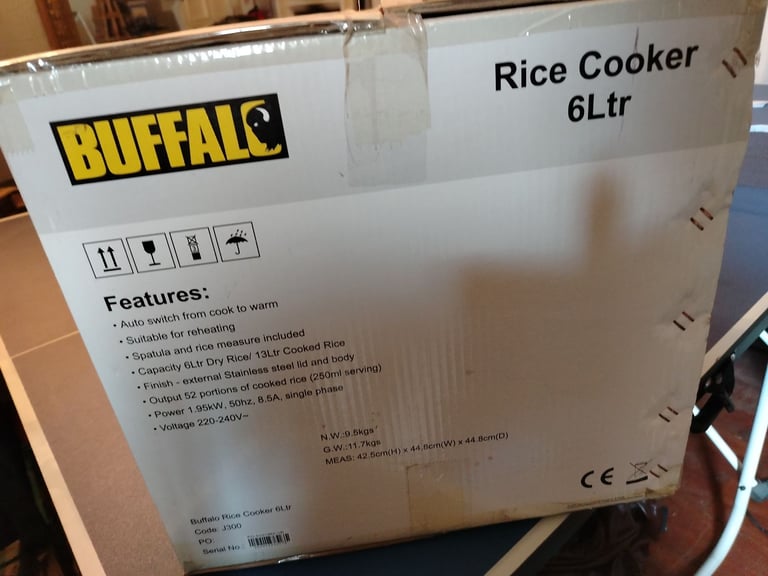 BUFFALO
Rice Cooker
6Ltr
Features:
• Auto switch from cook to warm
• Suitable for reheating
• Spatula and rice measure included
• Capacity 6Ltr Dry Rice/ 13Ltr Cooked Rice
• Finish - external Stainless steel lid and body
• Output 52 portions of cooked rice (250ml serving)
• Power 1.95kW, 50hz, 8.5A, single phase
• Voltage 220-240V~
N.W.:9.5kgs
G.W.:11.7kgs
MEAS: 42.5cm(H) x 44.8cm(W) x 44.8cm(D)
CE
Buffalo Rice Cooker 6Ltr
Code: J300
PO:
Serial No.: